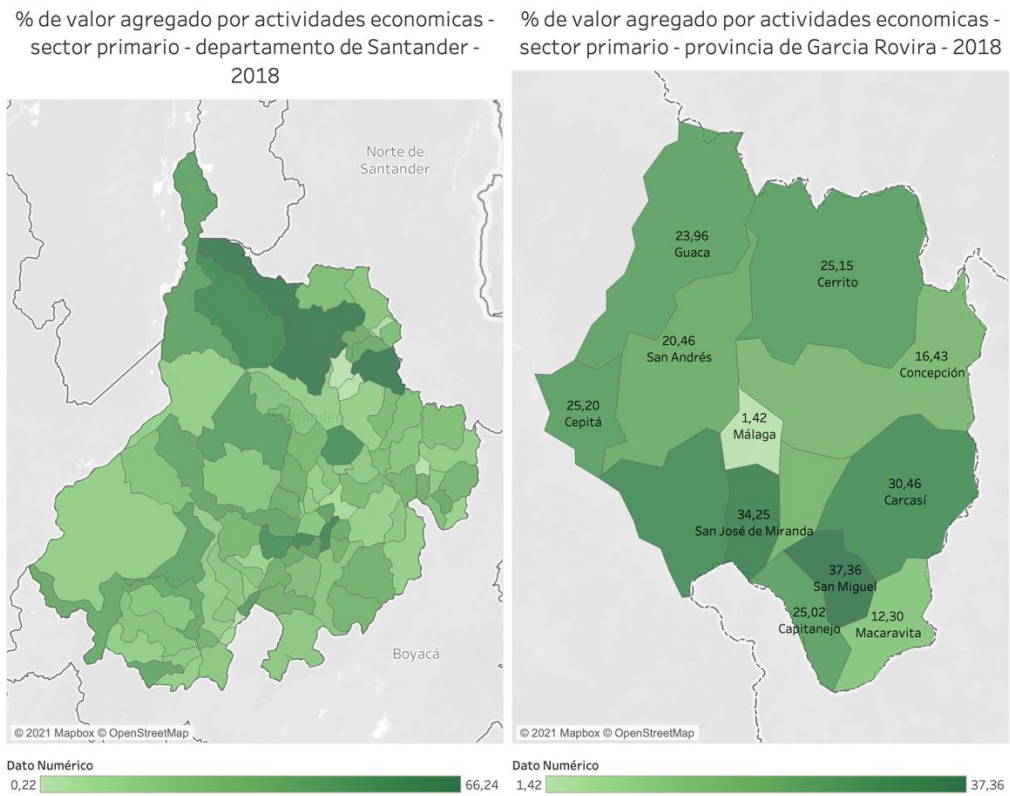 % de valor agregado por actividades economicas -
sector primario - departamento de Santander -
2018
Norte de
Santander
Santander
Boyacá
© 2021 Mapbox © OpenStreetMap
Dato Numérico
0,22
66,24
% de valor agregado por actividades economicas -
sector primario - provincia de Garcia Rovira - 2018
23,96
Guaca
25,15
Cerrito
20,46
San Andrés
16,43
Concepción
25,20
Cepitá
1,42
Málaga
30,46
Carcasí
34,25
San José de Miranda
37,36
San Miguel
25,02
Capitanejo
12,30
Macaravita
© 2021 Mapbox © OpenStreetMap
Dato Numérico
1,42
37,36